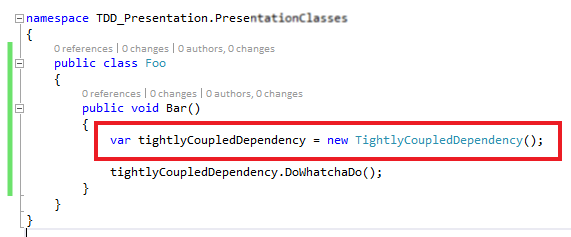 namespace TDD_Presentation.PresentationClasses
{
0 references | 0 changes | 0 authors, 0 changes
public class Foo
{
0 references | 0 changes | 0 authors, 0 changes
public void Bar()
{
var tightlyCoupledDependency = new TightlyCoupledDependency();
tightlyCoupledDependency.DoWhatchaDo();
}
}
}